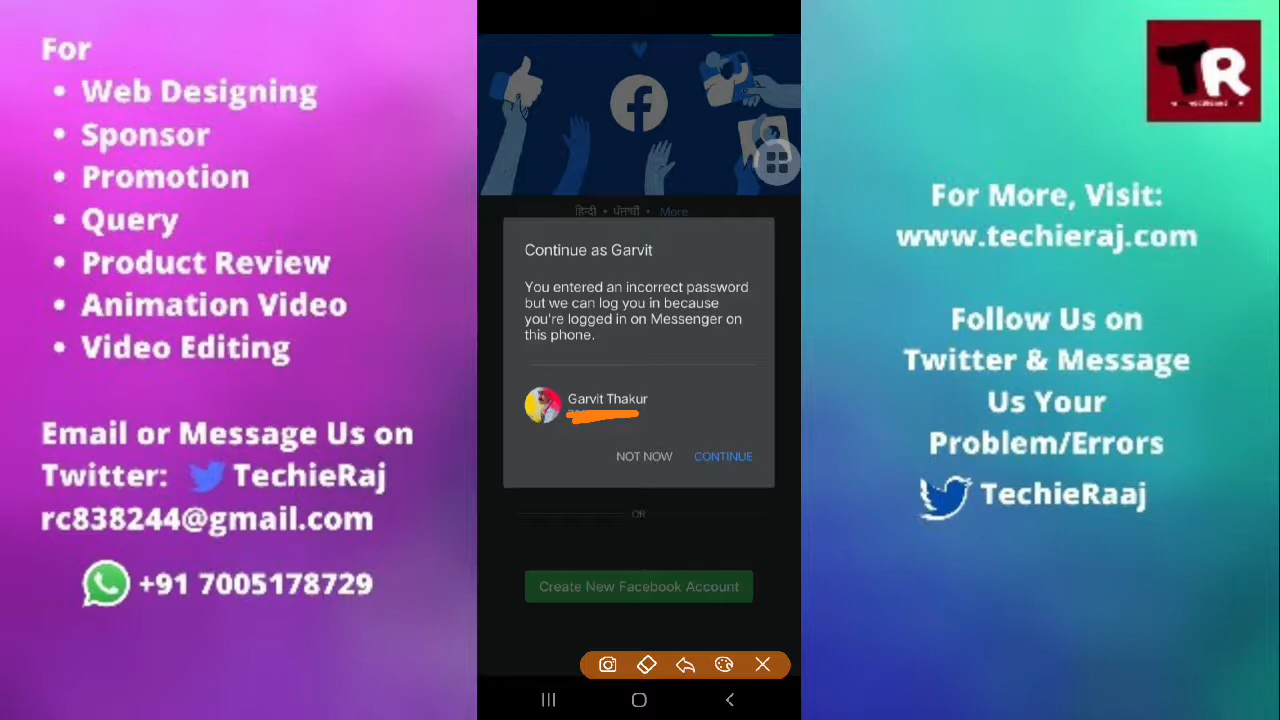 For
• Web Designing
• Sponsor
• Promotion
• Query
• Product Review
• Animation Video
• Video Editing
Email or Message Us on
Twitter: TechieRaj
rc838244@gmail.com
+91 7005178729
हिन्दी • ਪੰਜਾਬੀ • More
Continue as Garvit
You entered an incorrect password
but we can log you in because
you're logged in on Messenger on
this phone.
Garvit Thakur
NOT NOW CONTINUE
OR
Create New Facebook Account
TR
For More, Visit:
www.techieraj.com
Follow Us on
Twitter & Message
Us Your
Problem/Errors
TechieRaaj